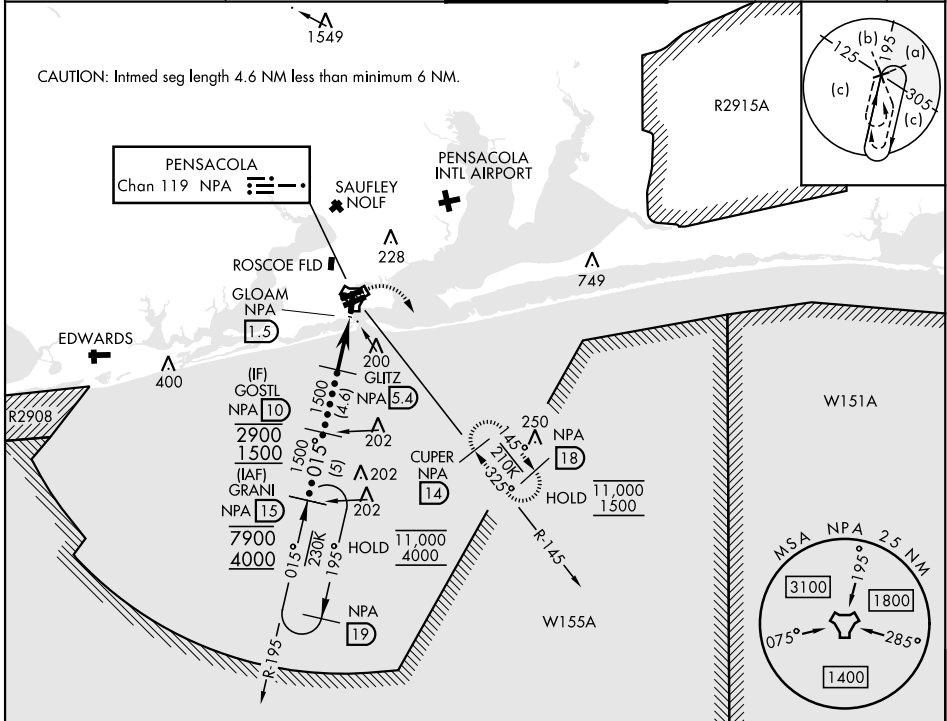 1549
CAUTION: Intmed seg length 4.6 NM less than minimum 6 NM.
R2915A
(b)
195
(a)
125
(c)
305
(c)
PENSACOLA
Chan 119 NPA
PENSACOLA
INTL AIRPORT
SAUFLEY
NOLF
228
ROSCOE FLD
749
GLOAM
NPA
1.5
EDWARDS
400
200
GLITZ
NPA 5.4
(IF)
GOSTL
NPA 10
2900
1500
1500
(4.6)
202
R2908
W151A
1500
015°
(5)
(IAF)
GRANI
NPA 15
7900
4000
202
202
CUPER
NPA
14
145°
210K
325°
250
NPA
18
HOLD 11,000
1500
015°
230K
195°
HOLD 11,000
4000
NPA
19
R-195
R-145
W155A
MSA NPA 25 NM
195°
3100
1800
075°
285°
1400